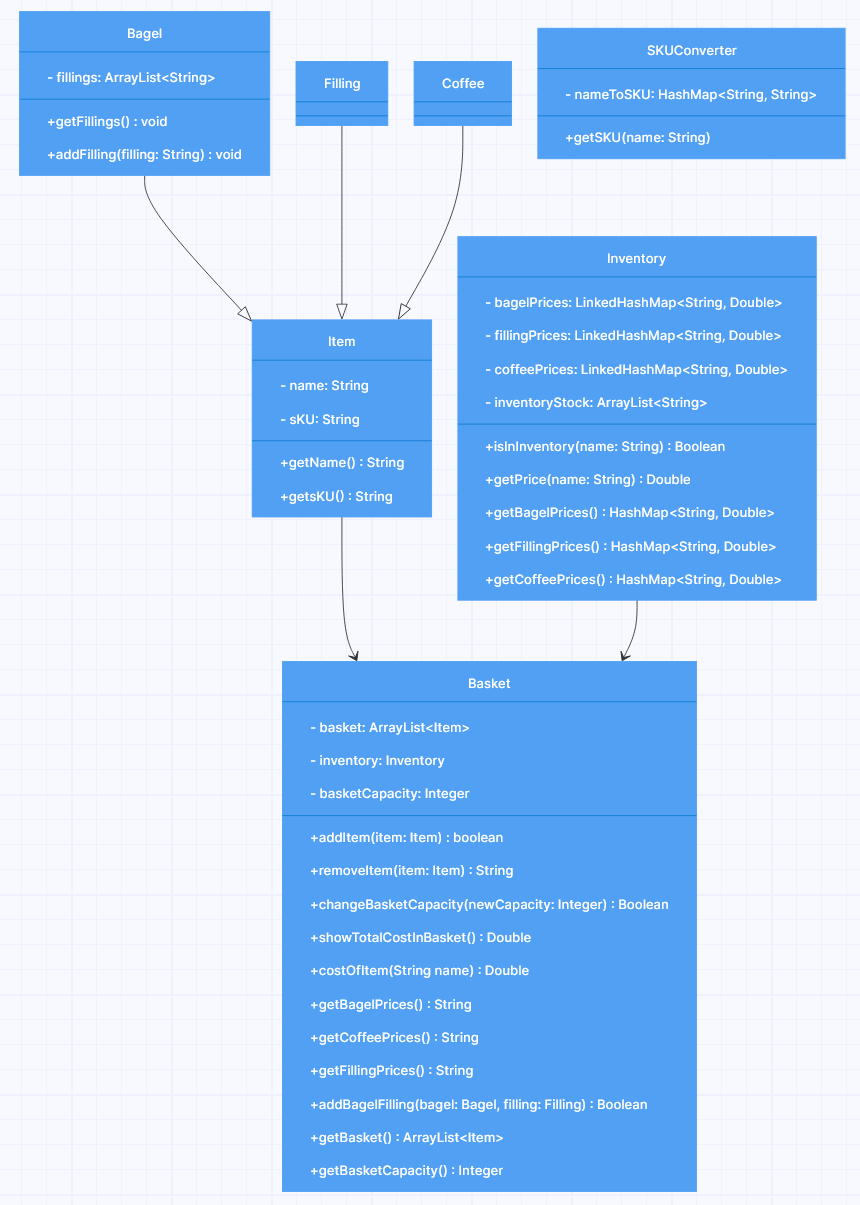 Bagel
- fillings: ArrayList<String>
+getFillings() : void
+addFilling(filling: String) : void
Filling
Coffee
SKUConverter
- nameToSKU: HashMap<String, String>
+getSKU(name: String)
Item
- name: String
- sKU: String
+getName() : String
+getsKU() : String
Inventory
- bagelPrices: LinkedHashMap<String, Double>
- fillingPrices: LinkedHashMap<String, Double>
- coffeePrices: LinkedHashMap<String, Double>
- inventoryStock: ArrayList<String>
+isInInventory(name: String) : Boolean
+getPrice(name: String) : Double
+getBagelPrices() : HashMap<String, Double>
+getFillingPrices() : HashMap<String, Double>
+getCoffeePrices() : HashMap<String, Double>
Basket
- basket: ArrayList<Item>
- inventory: Inventory
- basketCapacity: Integer
+addItem(item: Item) : boolean
+removeItem(item: Item) : String
+changeBasketCapacity(newCapacity: Integer) : Boolean
+showTotalCostInBasket() : Double
+costOfItem(String name) : Double
+getBagelPrices() : String
+getCoffeePrices() : String
+getFillingPrices() : String
+addBagelFilling(bagel: Bagel, filling: Filling) : Boolean
+getBasket() : ArrayList<Item>
+getBasketCapacity() : Integer